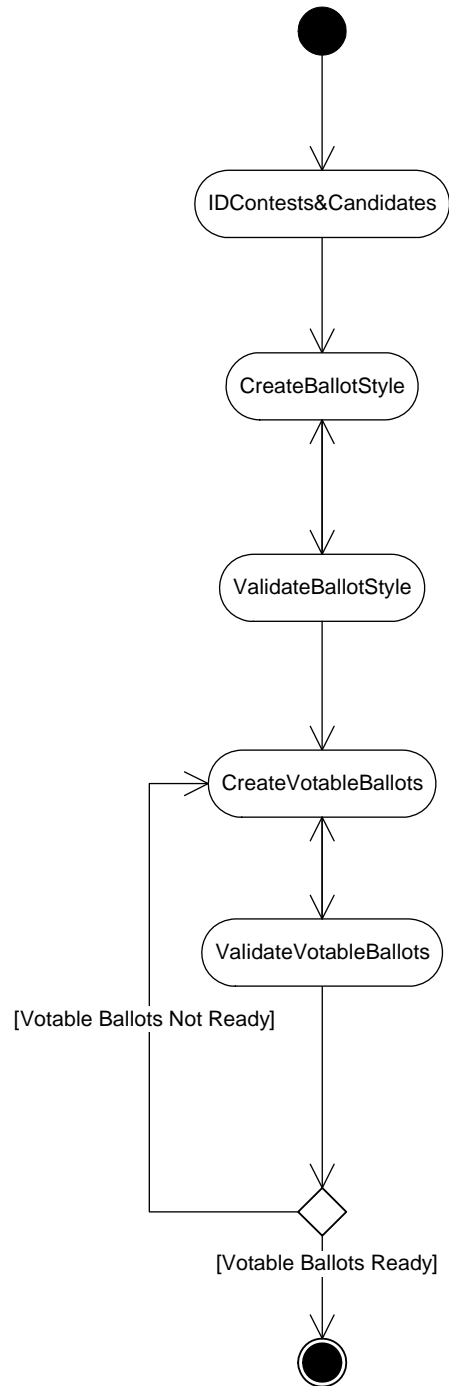 IDContests&Candidates
CreateBallotStyle
ValidateBallotStyle
CreateVotableBallots
ValidateVotableBallots
[Votable Ballots Not Ready]
[Votable Ballots Ready]